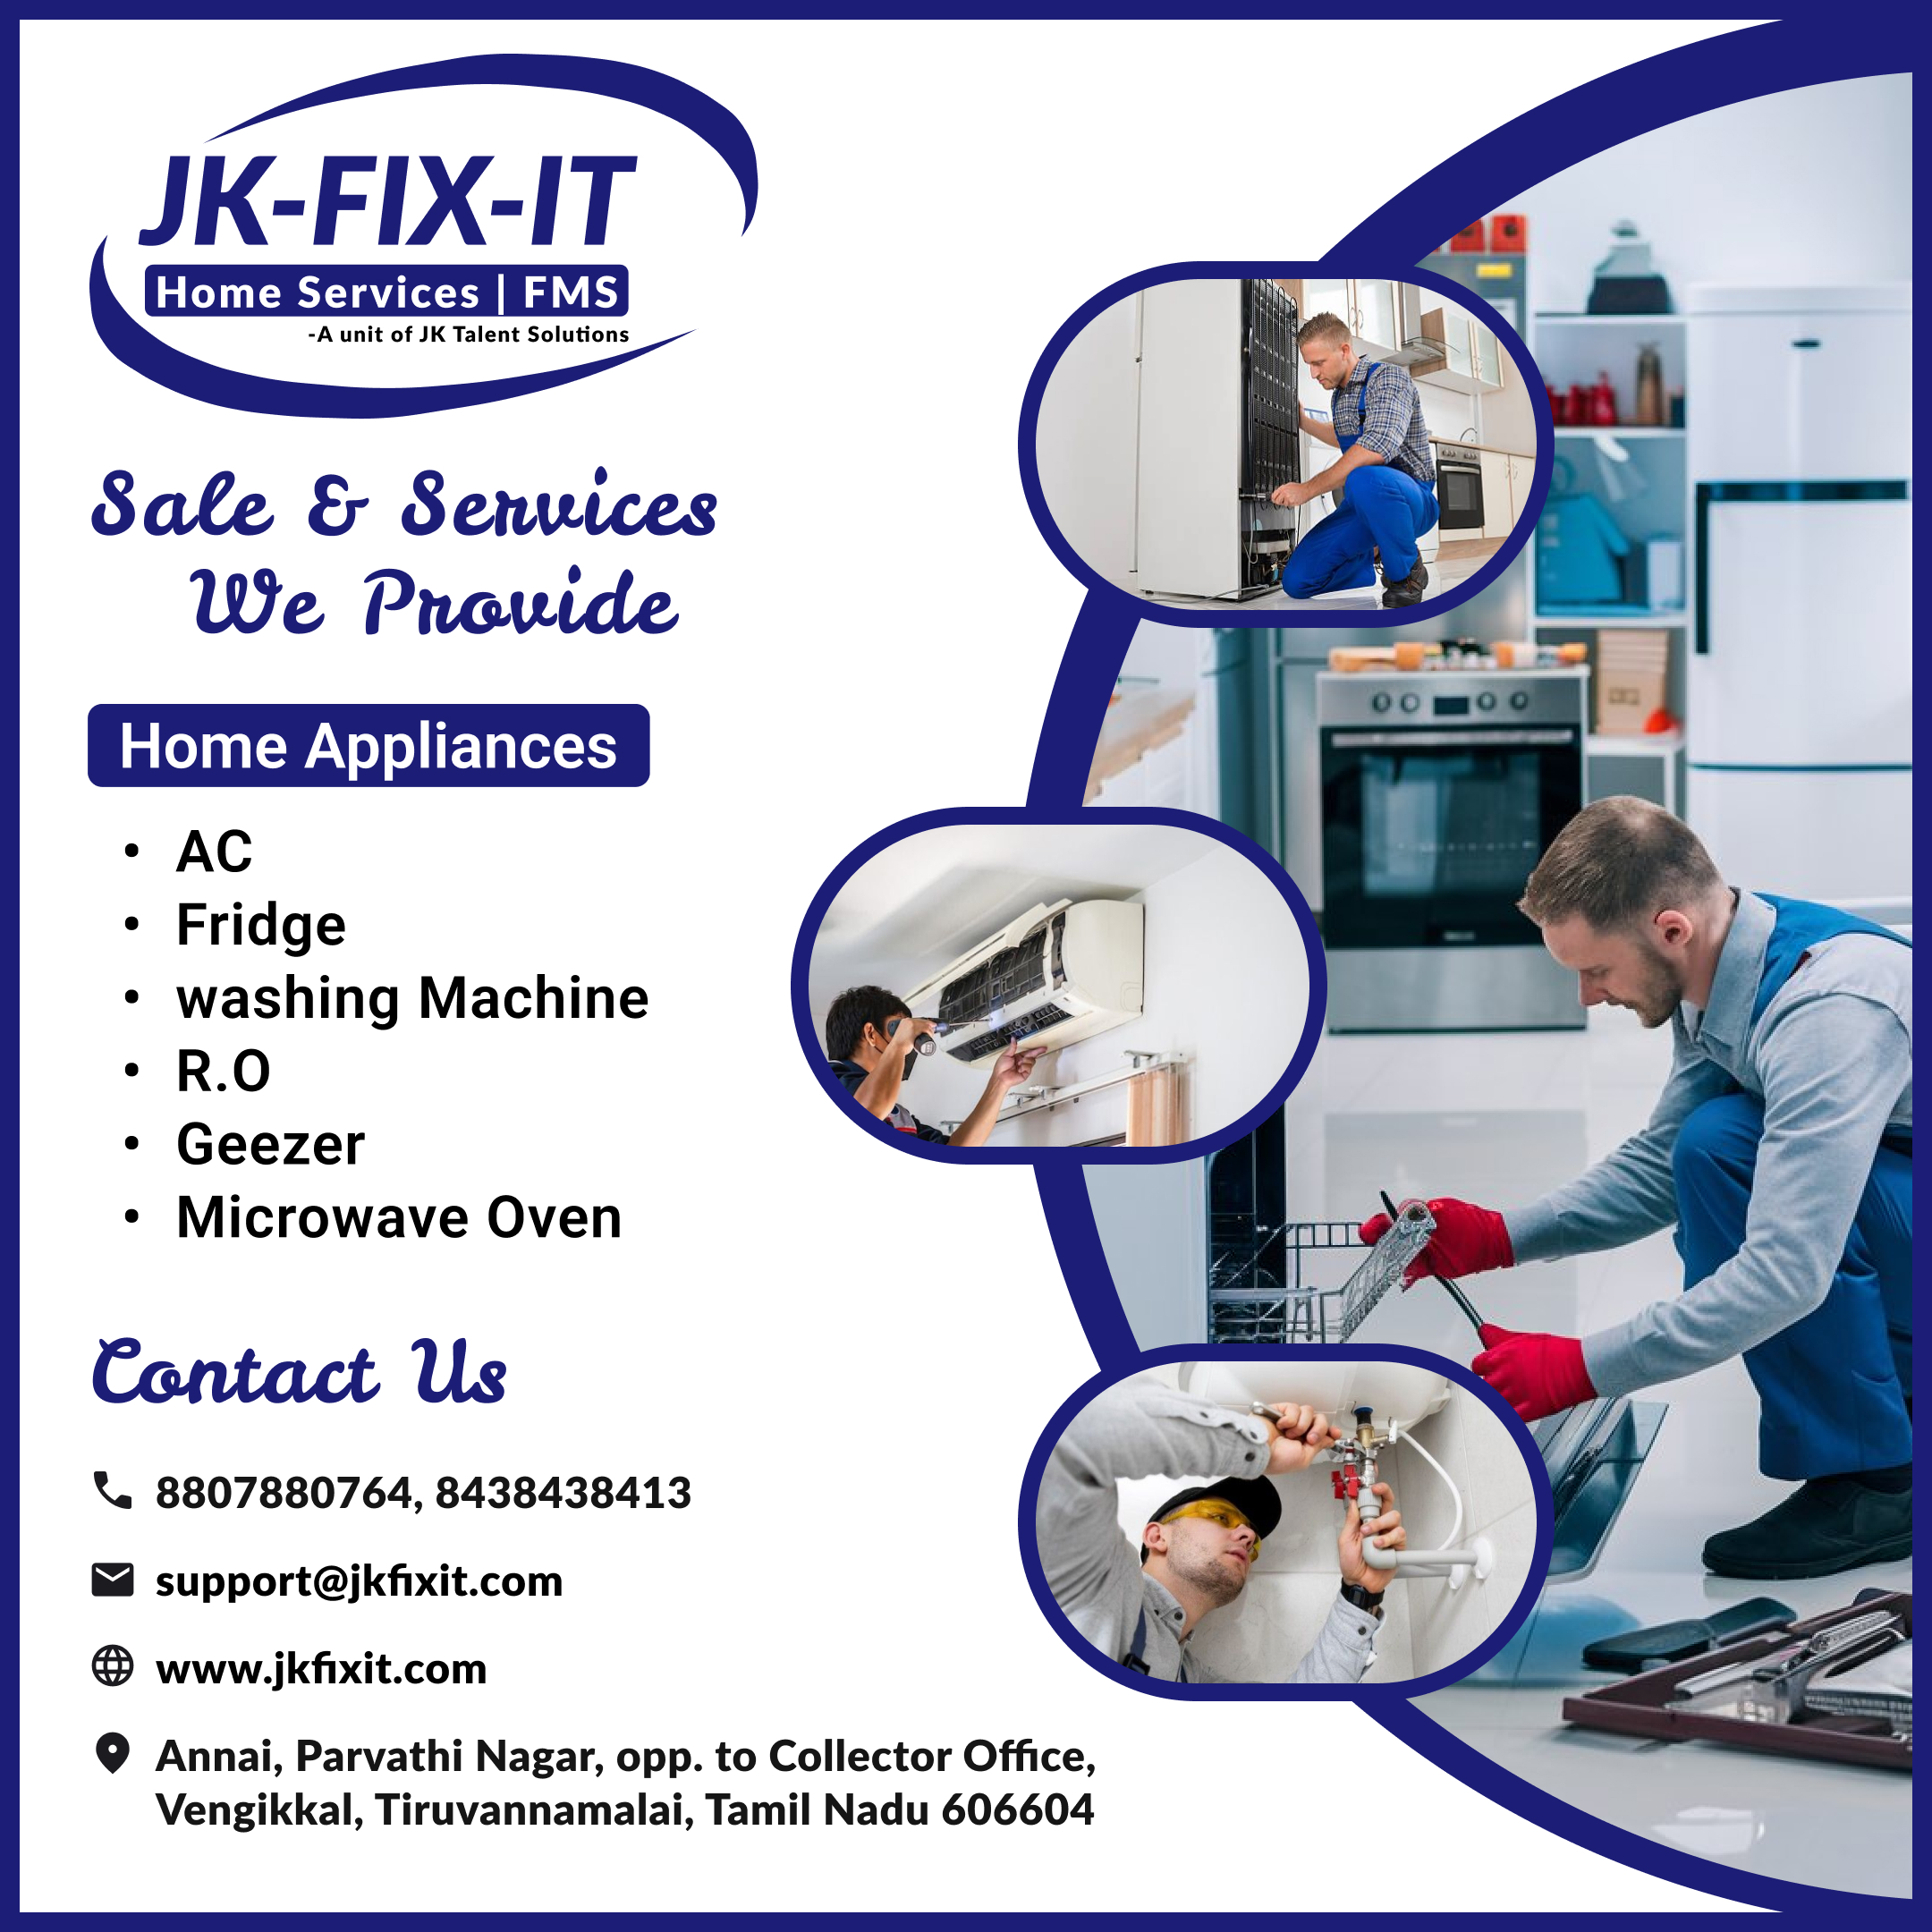 JK-FIX-IT
Home Services | FMS
-A unit of JK Talent Solutions
Sale & Services
We Provide
Home Appliances
• AC
• Fridge
• washing Machine
• R.O
• Geezer
• Microwave Oven
Contact Us
8807880764, 8438438413
support@jkfixit.com
www.jkfixit.com
Annai, Parvathi Nagar, opp. to Collector Office,
Vengikkal, Tiruvannamalai, Tamil Nadu 606604